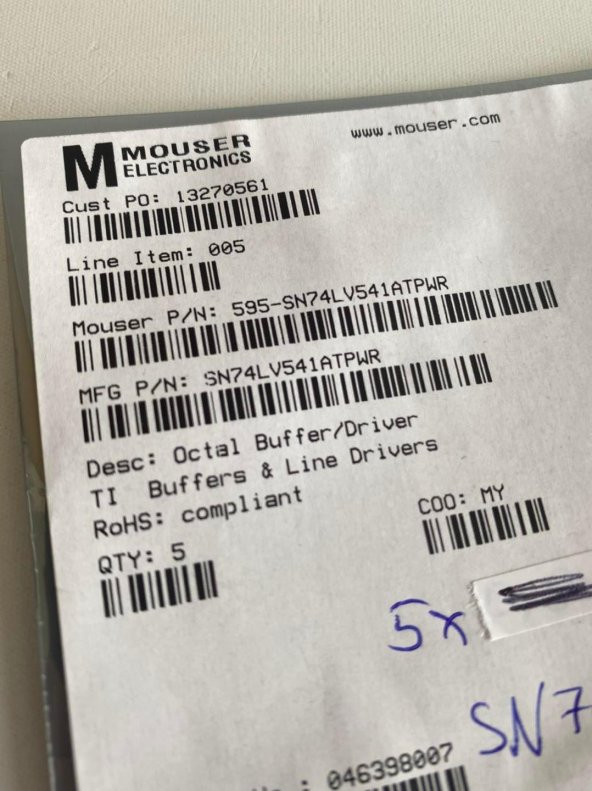 MOUSER
ELECTRONICS
www.mouser.com
Cust PO: 13270561
Line Item: 005
Mouser P/N: 595-SN74LV541ATPWR
MFG P/N: SN74LV541ATPWR
Desc: Octal Buffer/Driver
TI Buffers & Line Drivers
RoHS: compliant
COO: MY
QTY: 5
5x
SN7
: 046398007